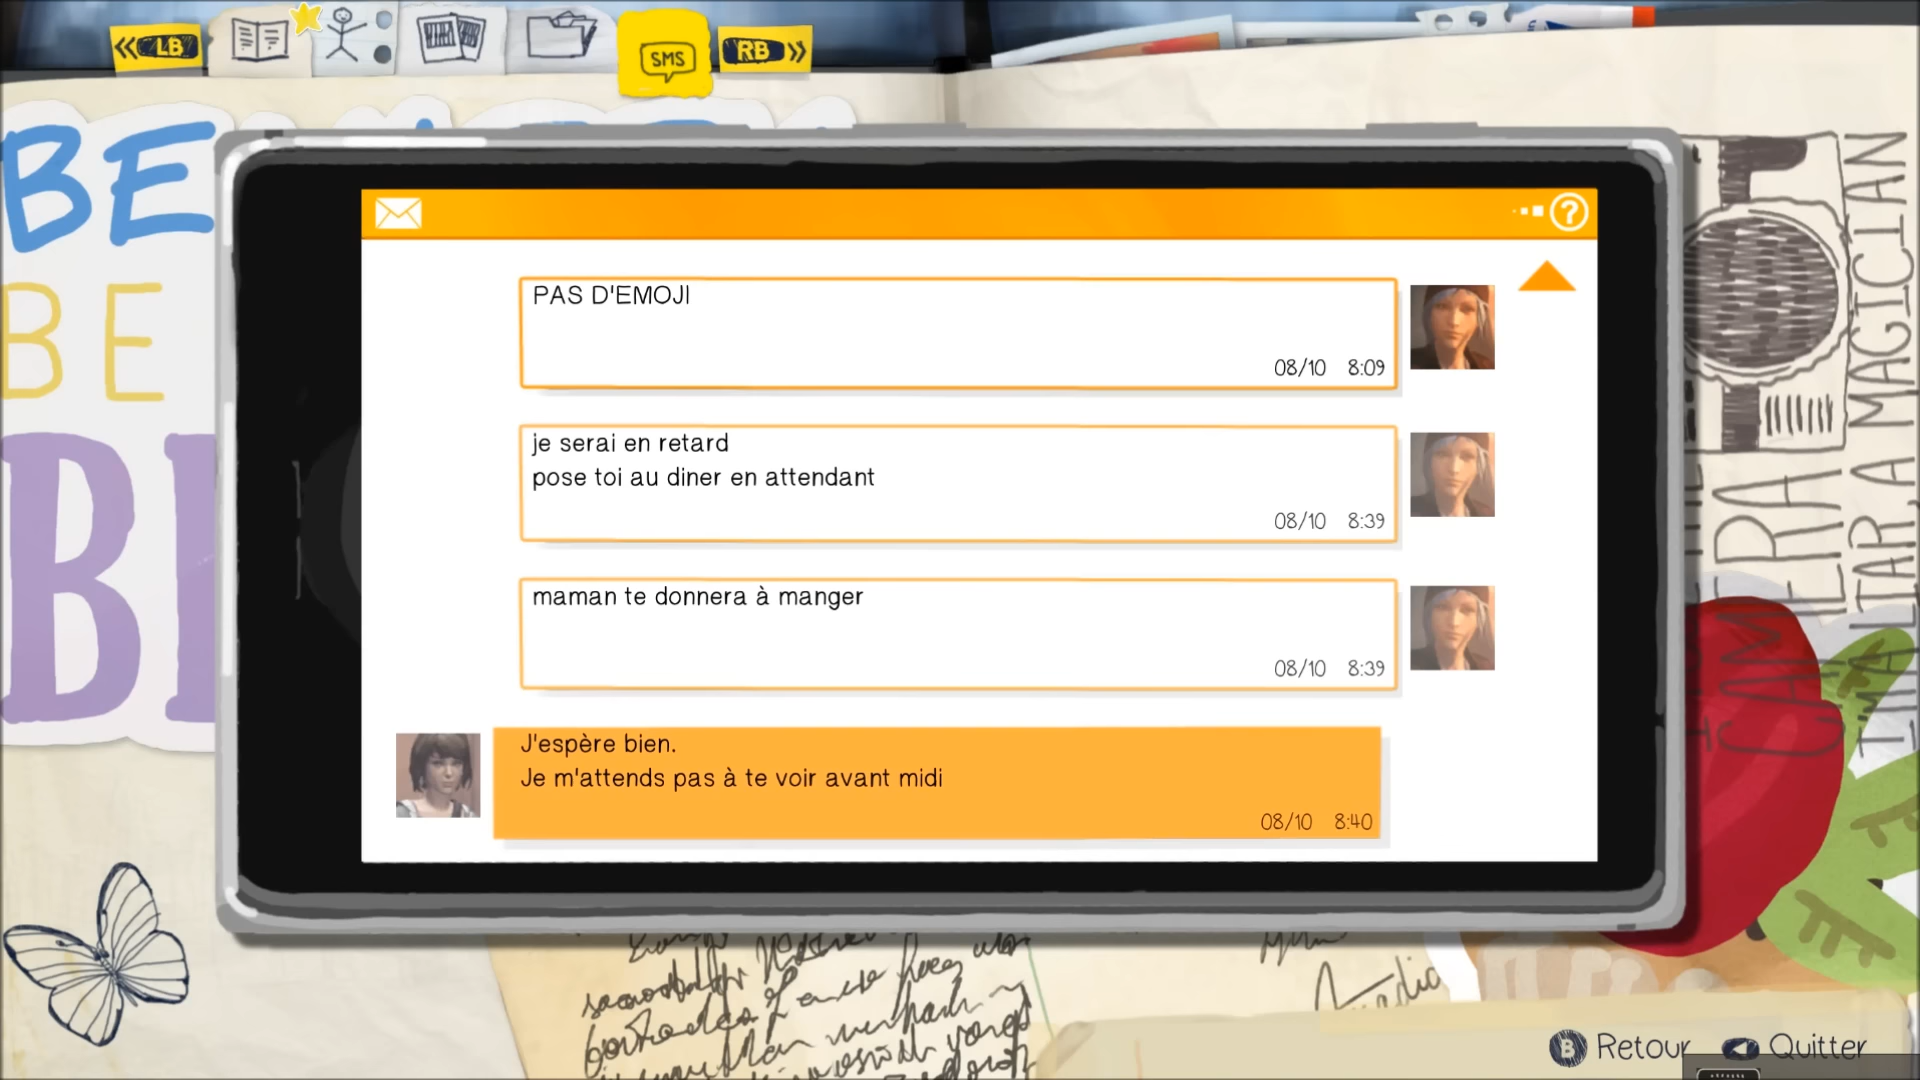 LB
SMS
RB
BE
BE
PAS D'EMOJI
08/10 8:09
je serai en retard
pose toi au diner en attendant
08/10 8:39
maman te donnera à manger
08/10 8:39
J'espère bien.
Je m'attends pas à te voir avant midi
08/10 8:40
CAMERA
MAGICIAN
B Retour
Quitter